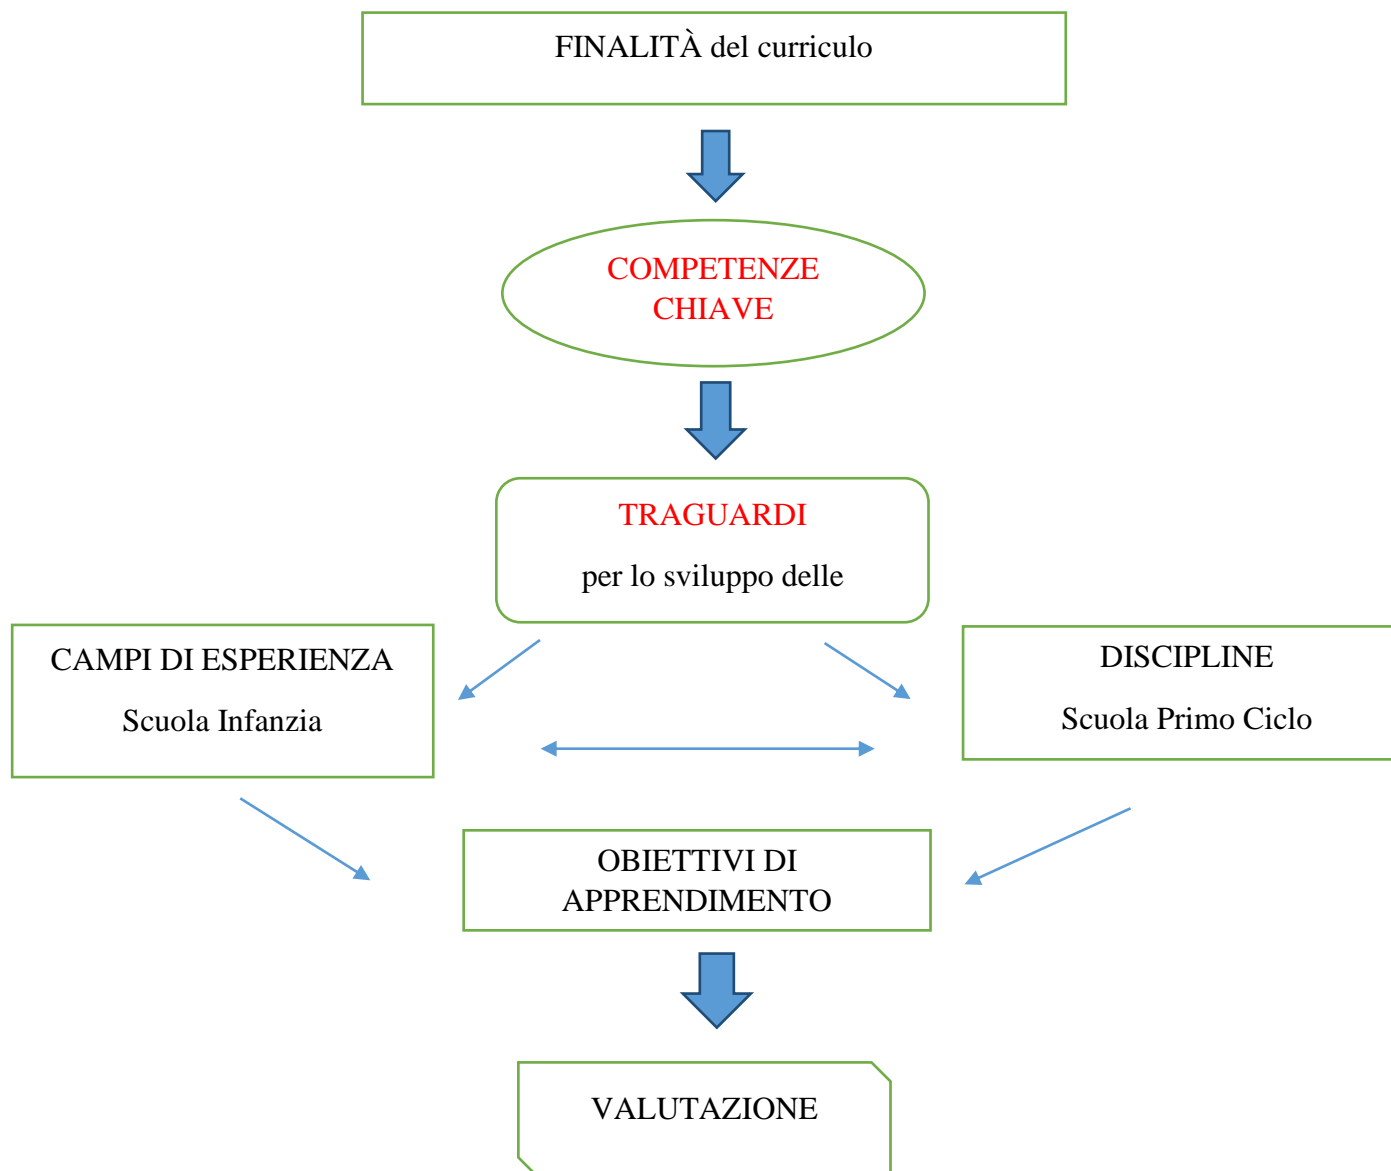 FINALITÀ del curriculo
COMPETENZE
CHIAVE
TRAGUARDI
per lo sviluppo delle
CAMPI DI ESPERIENZA
Scuola Infanzia
DISCIPLINE
Scuola Primo Ciclo
OBIETTIVI DI
APPRENDIMENTO
VALUTAZIONE